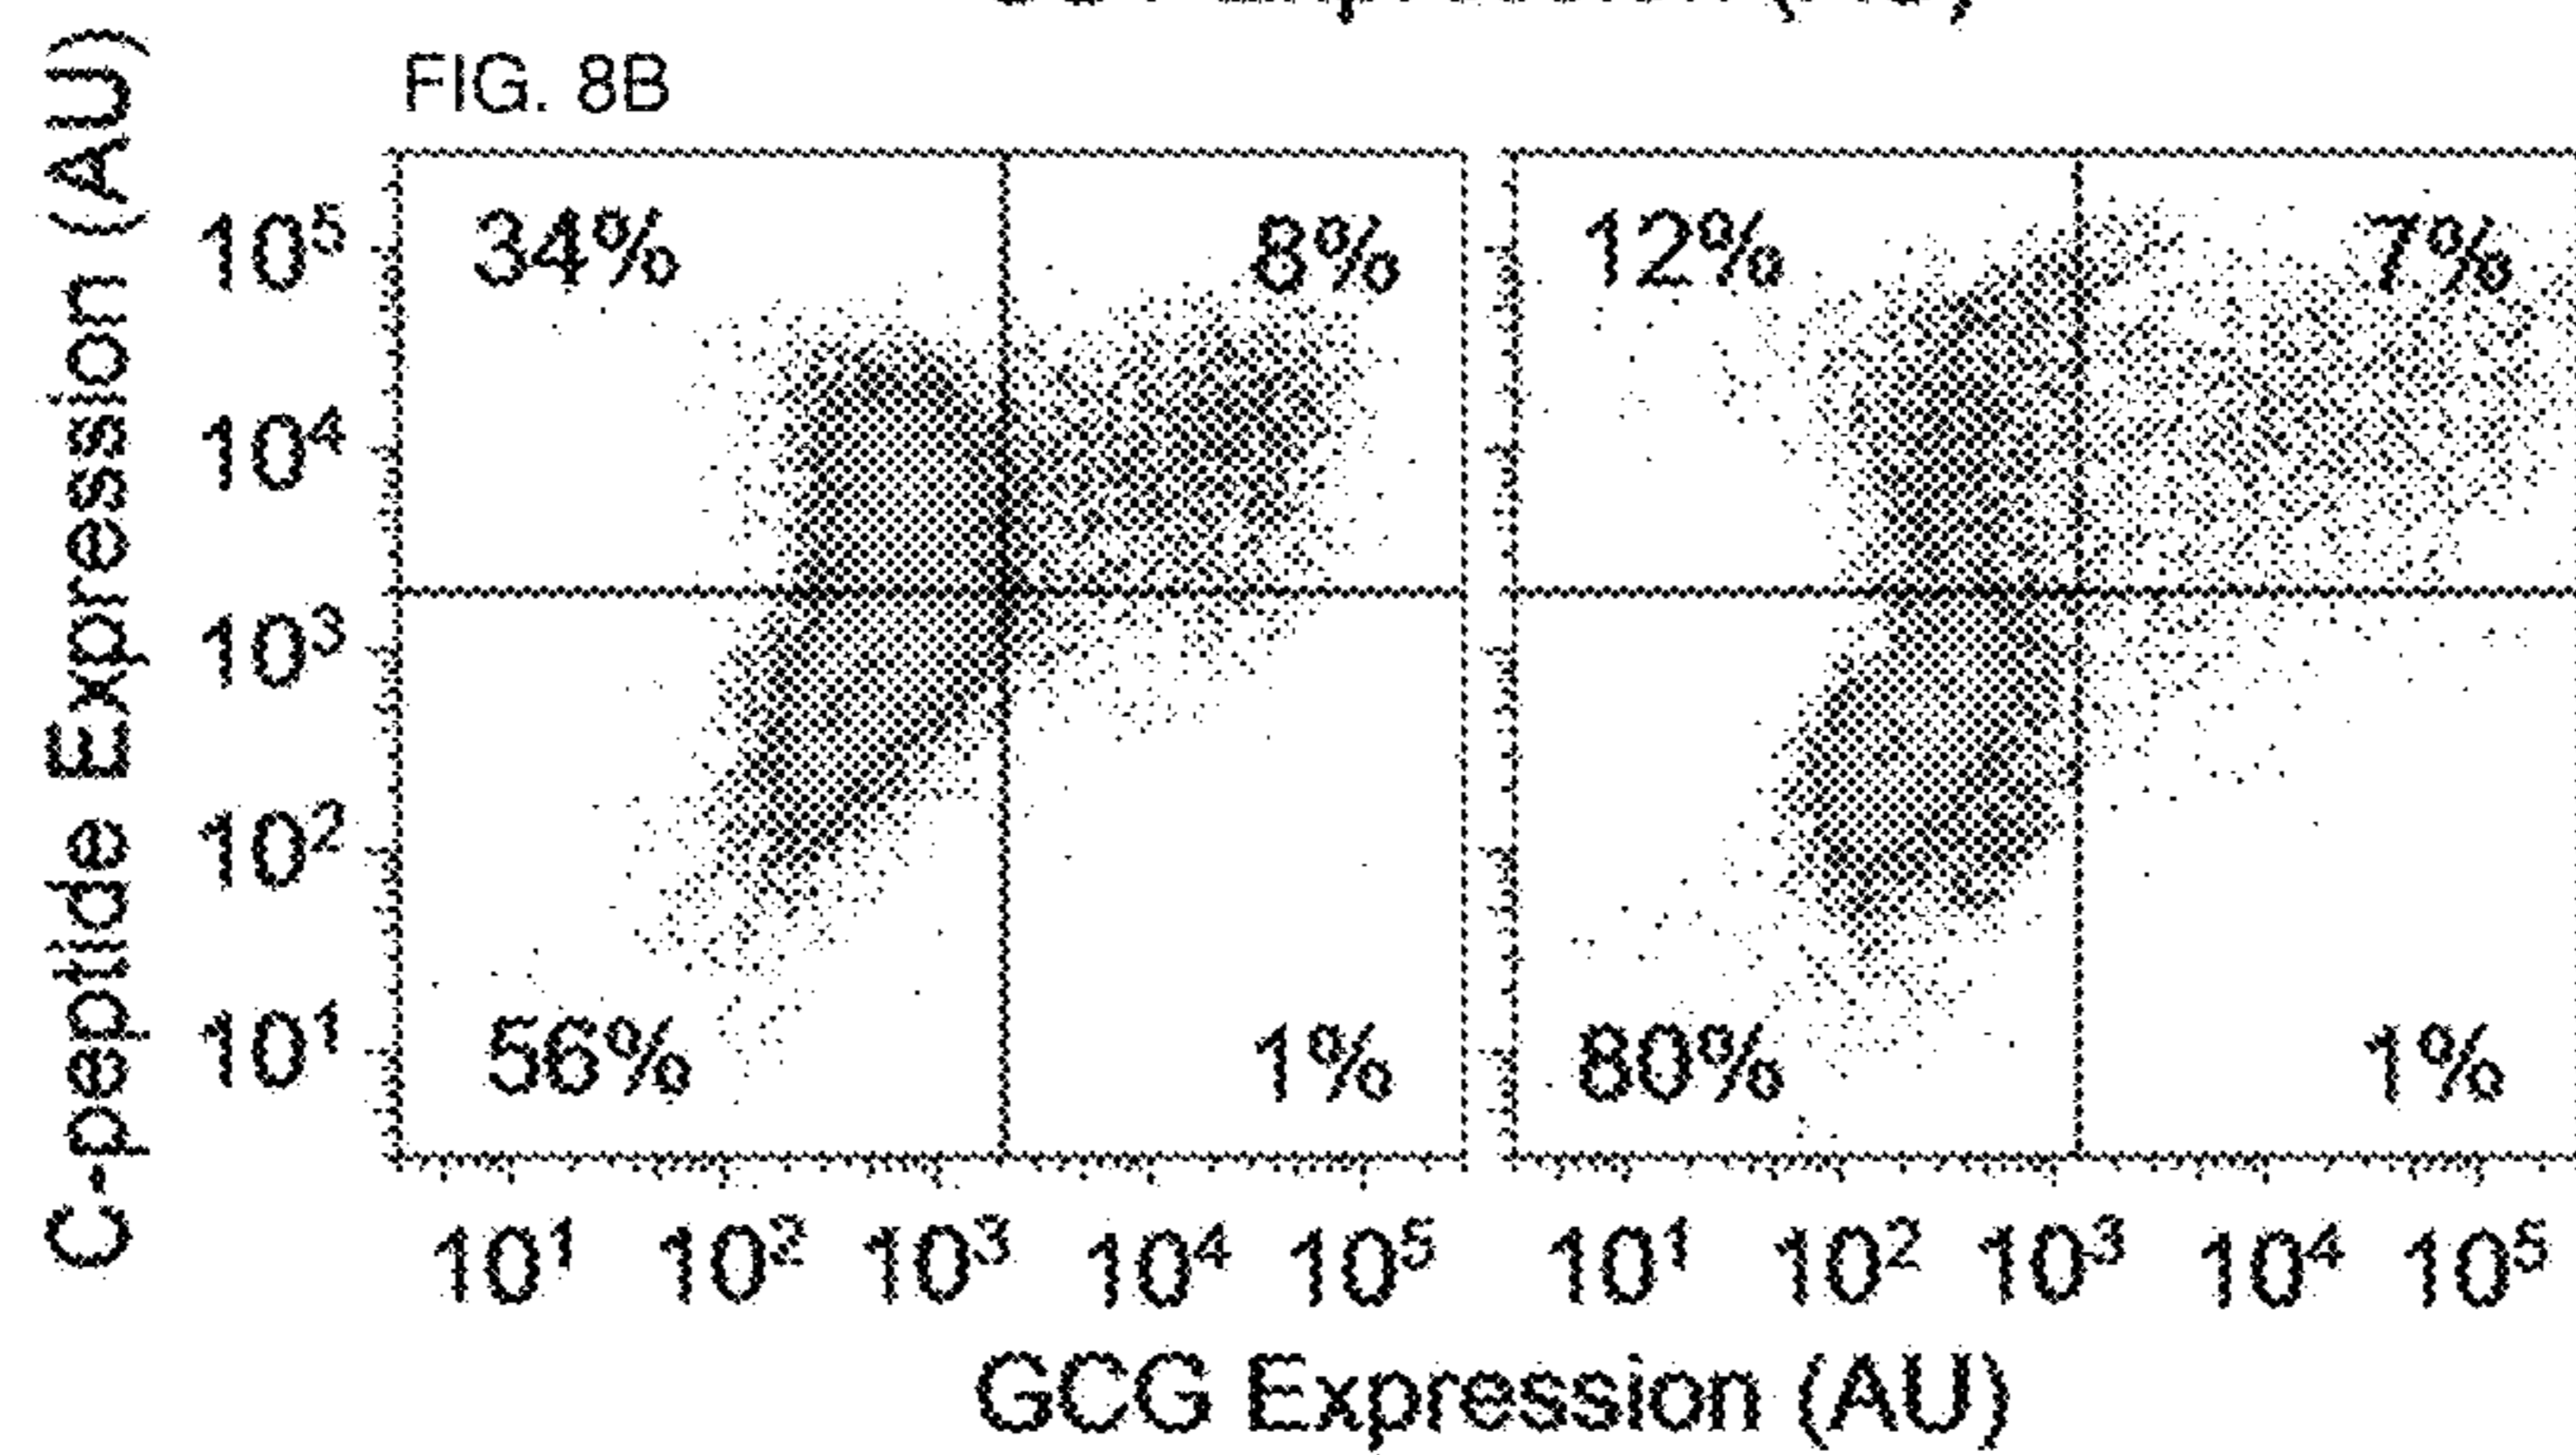 FIG. 8B
C-peptide Expression (AU)
10⁵
10⁴
10³
10²
10¹
34% 8%
56% 1%
12% 7%
80% 1%
10¹ 10² 10³ 10⁴ 10⁵ 10¹ 10² 10³ 10⁴ 10⁵
GCG Expression (AU)